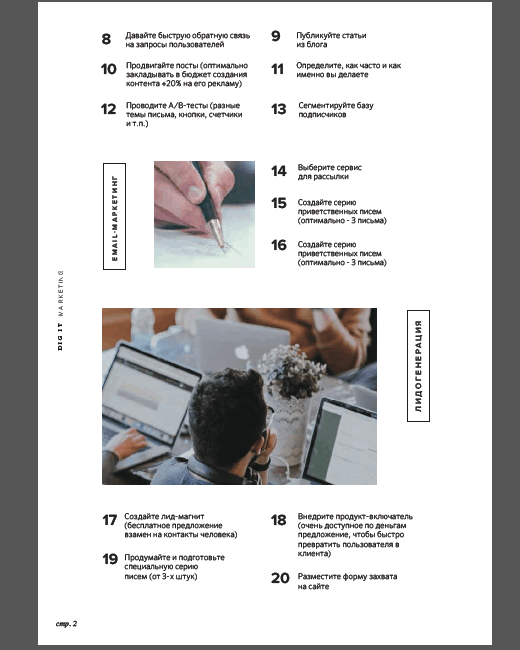 8 Давайте быструю обратную связь
на запросы пользователей
9 Публикуйте статьи
из блога
10 Продвигайте посты (оптимально
закладывать в бюджет создания
контента +20% на его рекламу)
11 Определите, как часто и как
именно вы делаете
12 Проводите А/В-тесты (разные
темы письма, кнопки, счетчики
и т.п.)
13 Сегментируйте базу
подписчиков
EMAIL-МАРКЕТИНГ
14 Выберите сервис
для рассылки
15 Создайте серию
приветственных писем
(оптимально - 3 письма)
16 Создайте серию
приветственных писем
(оптимально - 3 письма)
DIGIT MARKETING
ЛИДОГЕНЕРАЦИЯ
17 Создайте лид-магнит
(бесплатное предложение
взамен на контакты человека)
18 Внедрите продукт-включатель
(очень доступное по деньгам
предложение, чтобы быстро
превратить пользователя в
клиента)
19 Продумайте и подготовьте
специальную серию
писем (от 3-х штук)
20 Разместите форму захвата
на сайте
стр. 2